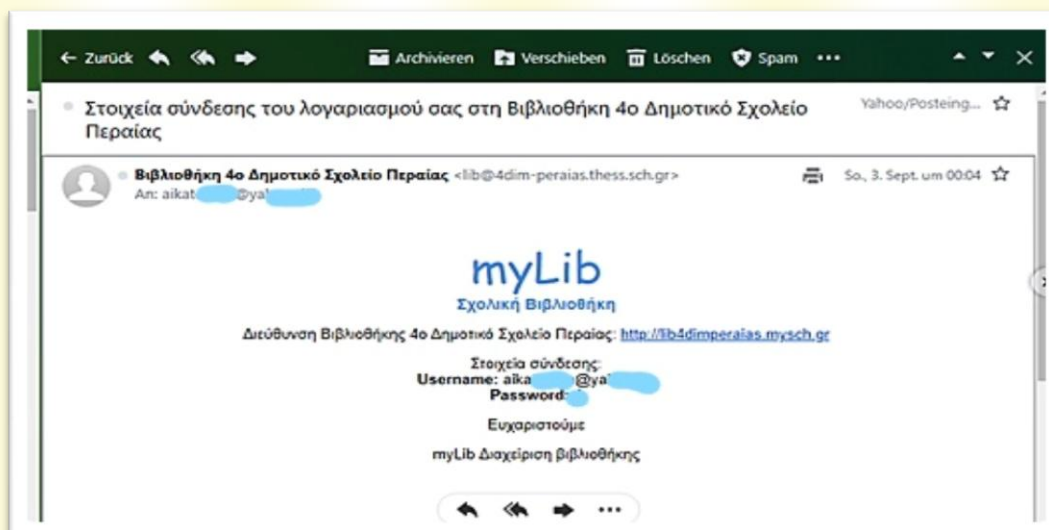 ← Zurück Archivieren Verschieben Löschen Spam •••
Στοιχεία σύνδεσης του λογαριασμού σας στη Βιβλιοθήκη 4ο Δημοτικό Σχολείο Yahoo/Posteing...
Περαίας
Βιβλιοθήκη 4ο Δημοτικό Σχολείο Περαίας <lib@4dim-peraias.thess.sch.gr> So., 3. Sept. um 00:04
An: aikat @ya
myLib
Σχολική Βιβλιοθήκη
Διεύθυνση Βιβλιοθήκης 4ο Δημοτικό Σχολείο Περαίας: http://lib4dimperaias.mysch.gr
Στοιχεία σύνδεσης:
Username: aika @ya
Password:
Ευχαριστούμε
myLib Διαχείριση βιβλιοθήκης